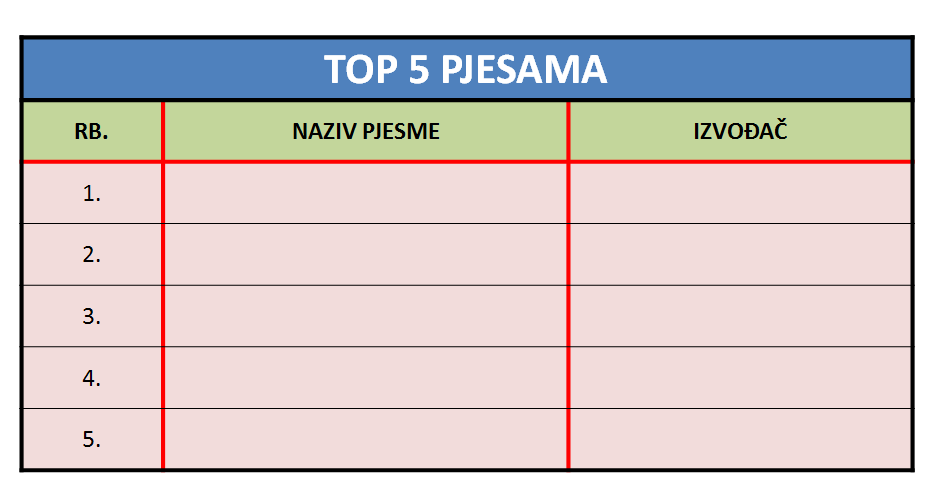 TOP 5 PJESAMA
RB. NAZIV PJESME IZVOĐAČ
1.
2.
3.
4.
5.